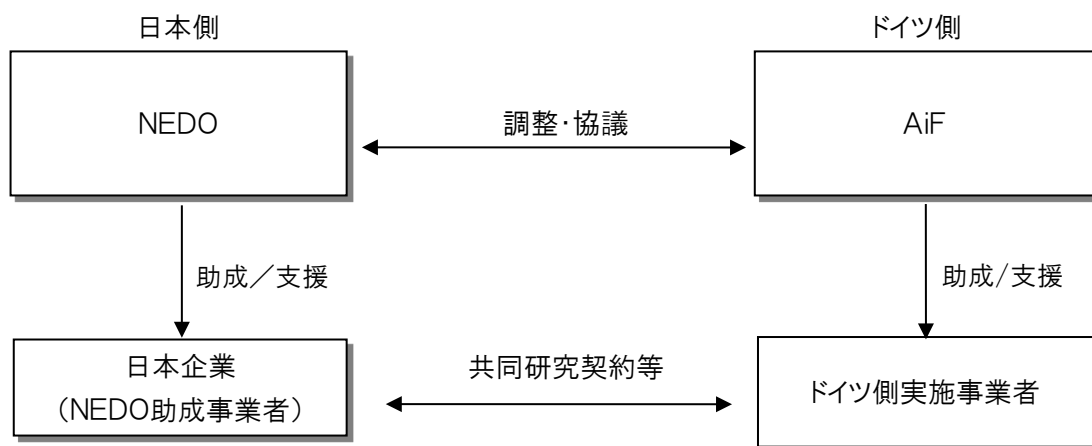 日本側
ドイツ側
NEDO
調整・協議
AiF
助成／支援
助成/支援
日本企業
（NEDO助成事業者）
共同研究契約等
ドイツ側実施事業者